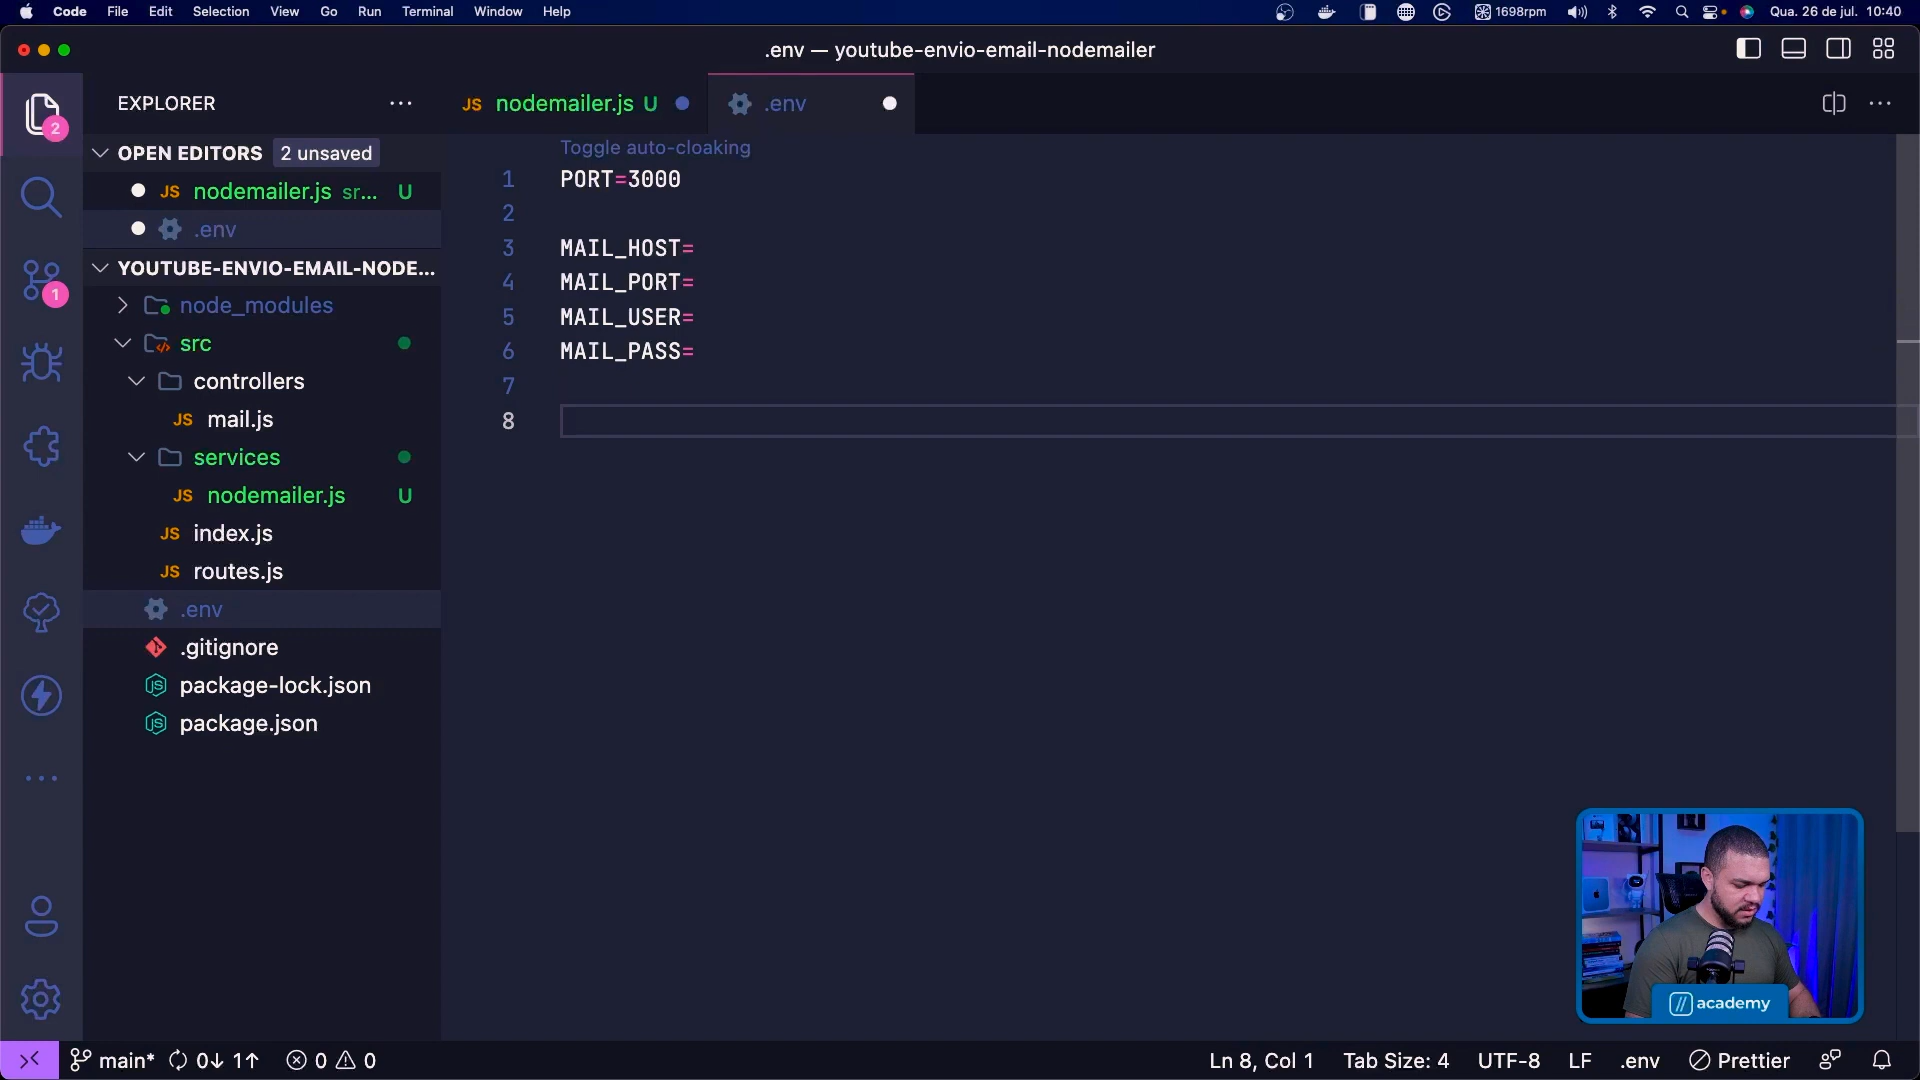 Code File Edit Selection View Go Run Terminal Window Help 1698rpm Qua. 26 de jul. 10:40
.env — youtube-envio-email-nodemailer
EXPLORER
JS nodemailer.js U
.env
OPEN EDITORS 2 unsaved
JS nodemailer.js sr... U
.env
YOUTUBE-ENVIO-EMAIL-NODE...
node_modules
src
controllers
JS mail.js
services
JS nodemailer.js U
JS index.js
JS routes.js
.env
.gitignore
package-lock.json
package.json
2
1
Toggle auto-cloaking
1 PORT=3000
2
3 MAIL_HOST=
4 MAIL_PORT=
5 MAIL_USER=
6 MAIL_PASS=
7
8
// academy
main* 0↓ 1↑ 0 0 Ln 8, Col 1 Tab Size: 4 UTF-8 LF .env Prettier